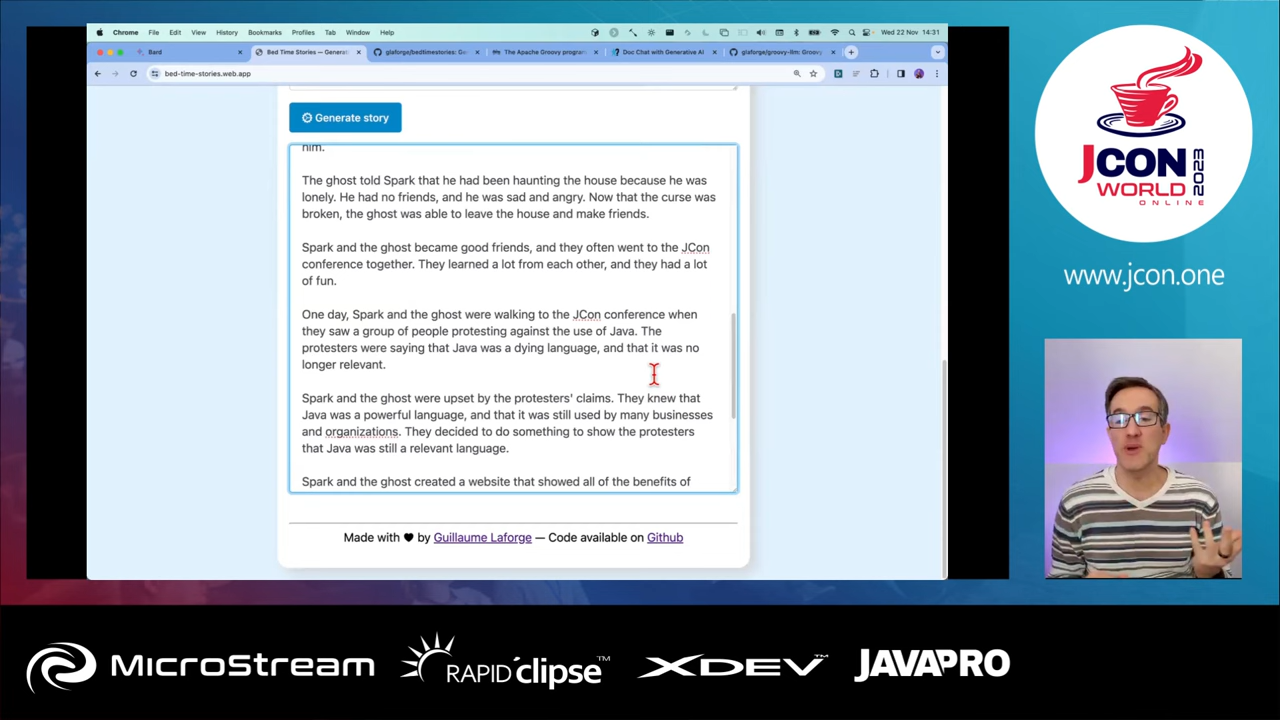 Chrome File Edit View History Bookmarks Profiles Tab Window Help
Wed 22 Nov 14:31
Bard
Bed Time Stories — Generat
glaforge/bedtimestories: Ge
The Apache Groovy program
Doc Chat with Generative AI
glaforge/groovy-llm: Groovy
bed-time-stories.web.app
Generate story
him.
The ghost told Spark that he had been haunting the house because he was
lonely. He had no friends, and he was sad and angry. Now that the curse was
broken, the ghost was able to leave the house and make friends.
Spark and the ghost became good friends, and they often went to the JCon
conference together. They learned a lot from each other, and they had a lot
of fun.
One day, Spark and the ghost were walking to the JCon conference when
they saw a group of people protesting against the use of Java. The
protesters were saying that Java was a dying language, and that it was no
longer relevant.
Spark and the ghost were upset by the protesters' claims. They knew that
Java was a powerful language, and that it was still used by many businesses
and organizations. They decided to do something to show the protesters
that Java was still a relevant language.
Spark and the ghost created a website that showed all of the benefits of
Made with ♥ by Guillaume Laforge — Code available on Github
JCON
WORLD 2023
ONLINE
www.jcon.one
MICROSTREAM
RAPIDclipse™
XDEV™
JAVAPRO